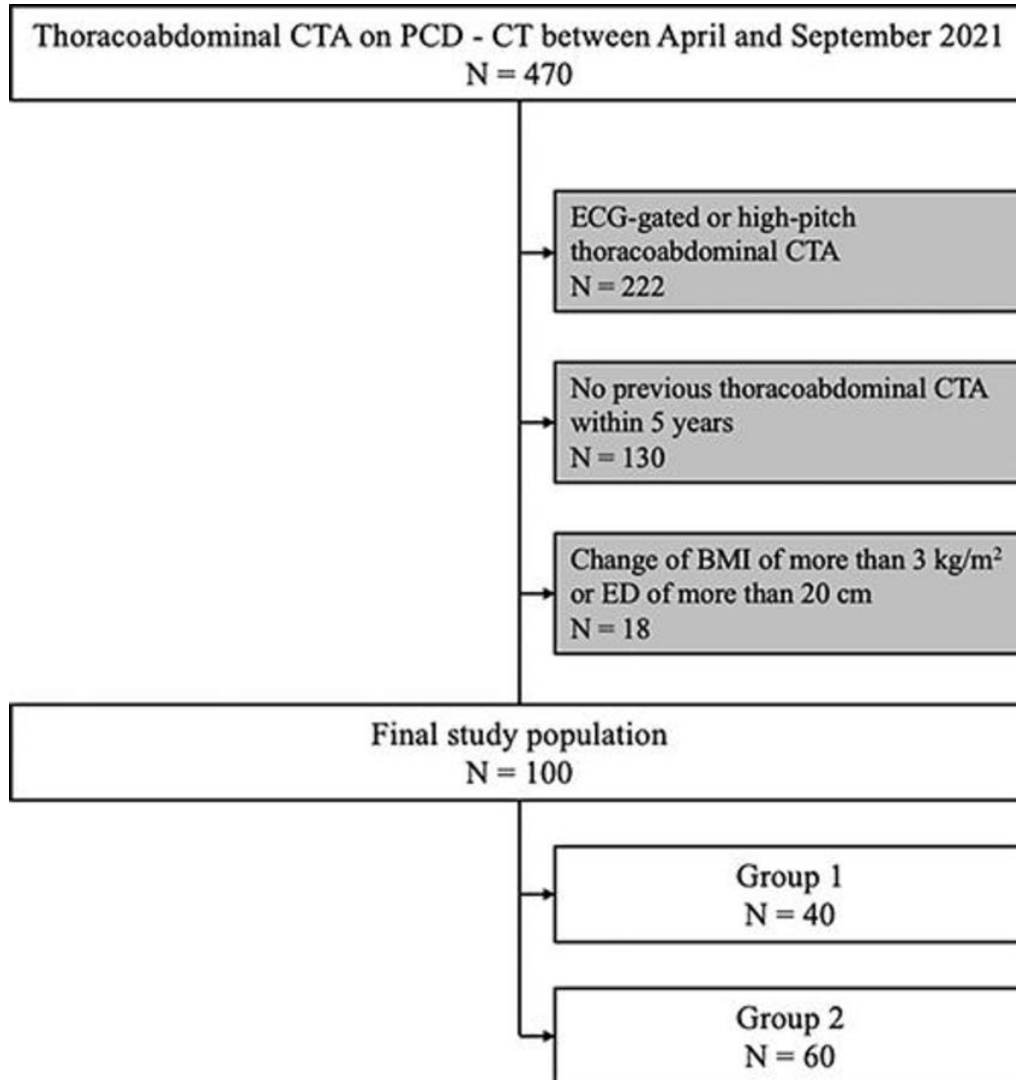 Thoracoabdominal CTA on PCD - CT between April and September 2021
N = 470
ECG-gated or high-pitch
thoracoabdominal CTA
N = 222
No previous thoracoabdominal CTA
within 5 years
N = 130
Change of BMI of more than 3 kg/m²
or ED of more than 20 cm
N = 18
Final study population
N = 100
Group 1
N = 40
Group 2
N = 60